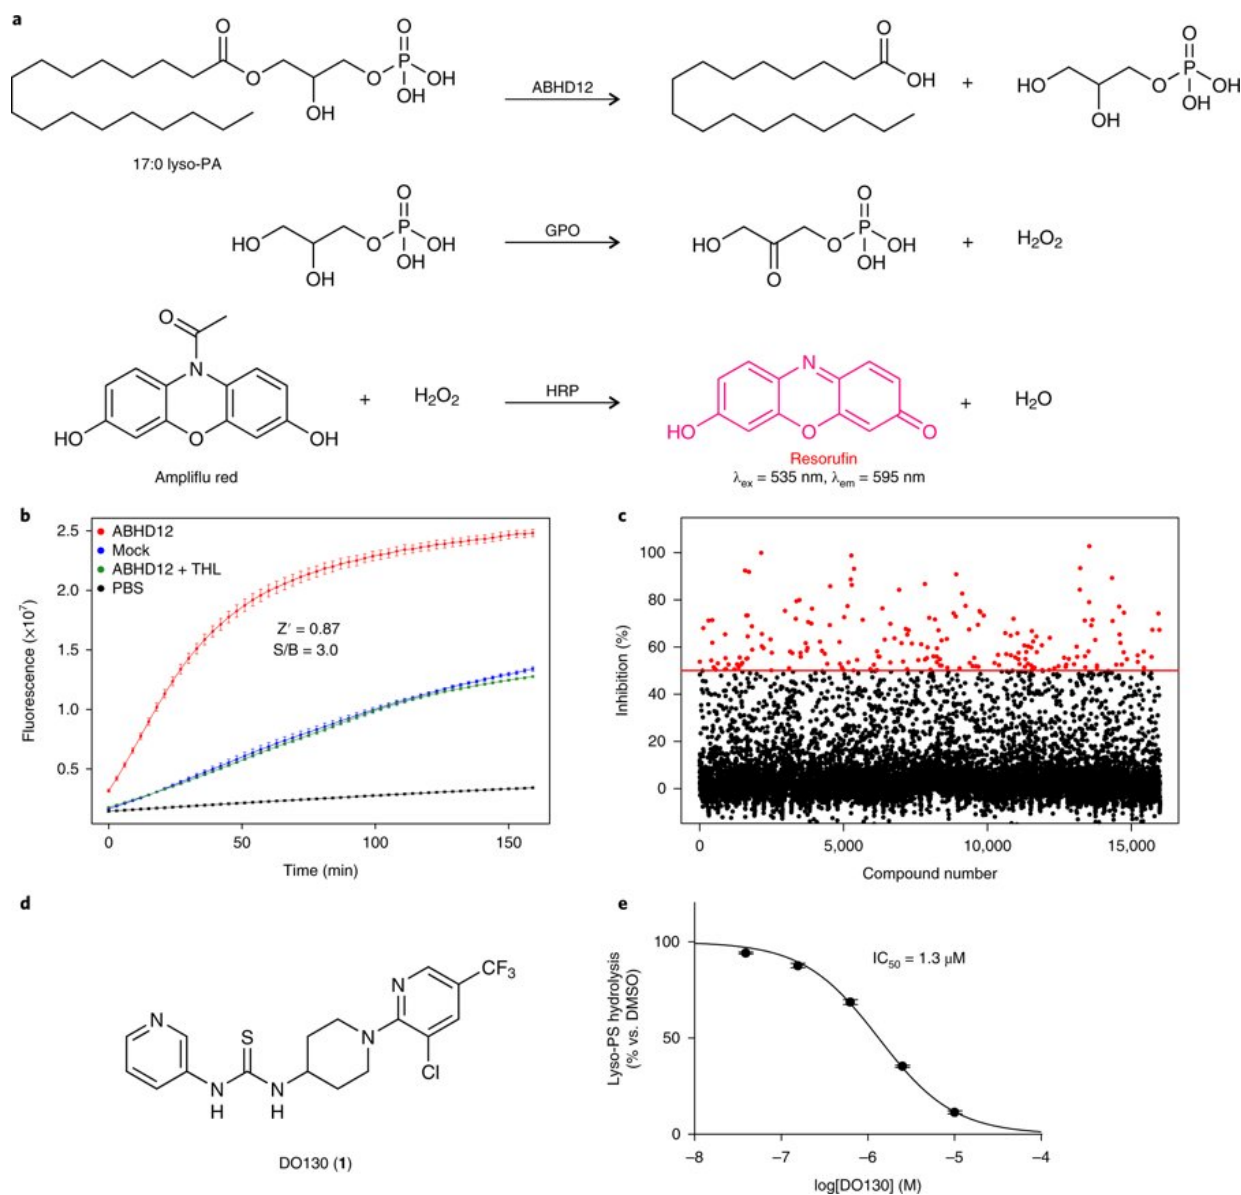 a
O
O
O
P
OH
OH
OH
17:0 lyso-PA
ABHD12
O
OH
+
HO
OH
O
O
P
OH
OH
HO
OH
O
O
P
OH
OH
GPO
HO
O
O
O
P
OH
OH
+
H₂O₂
O
N
HO
O
OH
Ampliflu red
+
H₂O₂
HRP
N
HO
O
O
Resorufin
λex = 535 nm, λem = 595 nm
+
H₂O
b
Fluorescence (×10⁷)
2.5
2.0
1.5
1.0
0.5
ABHD12
Mock
ABHD12 + THL
PBS
Z′ = 0.87
S/B = 3.0
0 50 100 150
Time (min)
c
Inhibition (%)
100
80
60
40
20
0
0 5,000 10,000 15,000
Compound number
d
N
S
N
H
N
H
N
N
CF₃
Cl
DO130 (1)
e
Lyso-PS hydrolysis
(% vs. DMSO)
100
50
0
IC₅₀ = 1.3 μM
–8 –7 –6 –5 –4
log[DO130] (M)